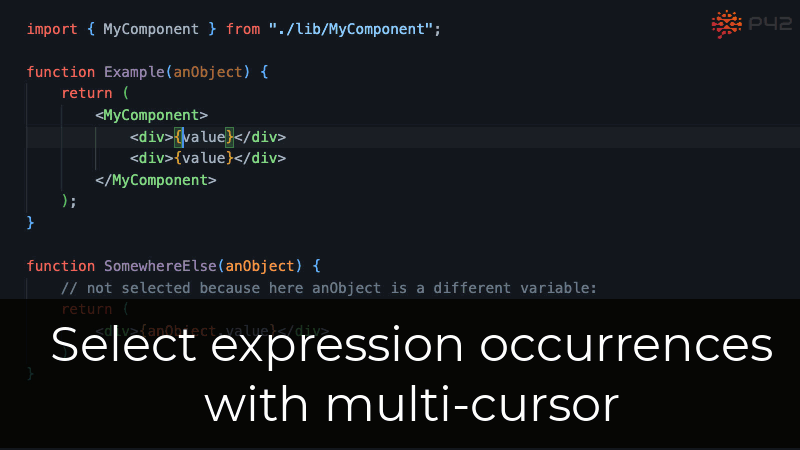 P42
import { MyComponent } from "./lib/MyComponent";
function Example(anObject) {
return (
<MyComponent>
<div>{value}</div>
<div>{value}</div>
</MyComponent>
);
}
function SomewhereElse(anObject) {
// not selected because here anObject is a different variable:
return (
<div>{anObject.value}</div>
}
Select expression occurrences
with multi-cursor